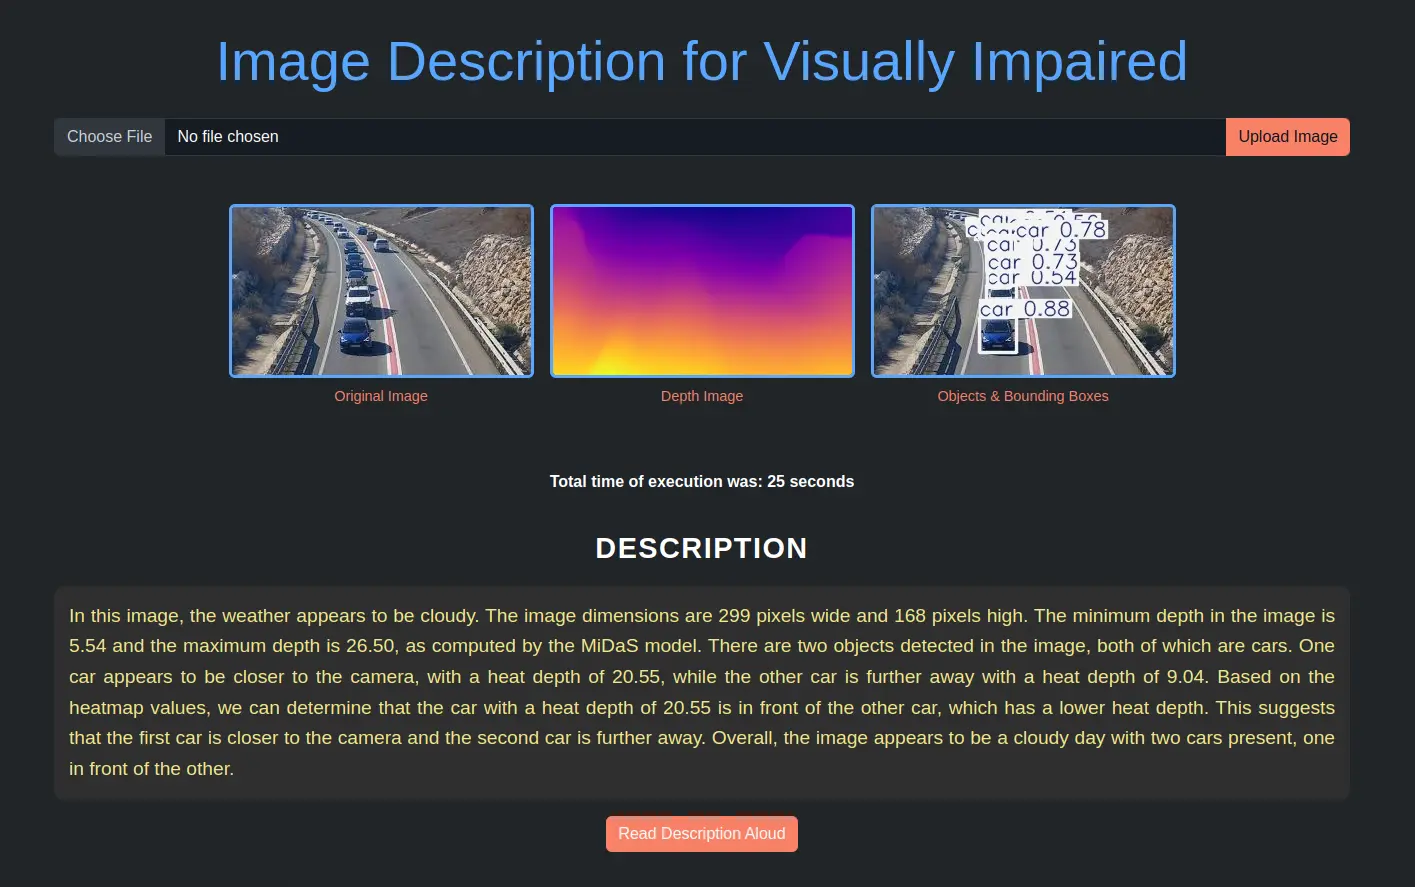 Image Description for Visually Impaired
Choose File No file chosen Upload Image
car 0.78
car 0.73
car 0.73
car 0.54
car 0.88
Original Image Depth Image Objects & Bounding Boxes
Total time of execution was: 25 seconds
DESCRIPTION
In this image, the weather appears to be cloudy. The image dimensions are 299 pixels wide and 168 pixels high. The minimum depth in the image is
5.54 and the maximum depth is 26.50, as computed by the MiDaS model. There are two objects detected in the image, both of which are cars. One
car appears to be closer to the camera, with a heat depth of 20.55, while the other car is further away with a heat depth of 9.04. Based on the
heatmap values, we can determine that the car with a heat depth of 20.55 is in front of the other car, which has a lower heat depth. This suggests
that the first car is closer to the camera and the second car is further away. Overall, the image appears to be a cloudy day with two cars present, one
in front of the other.
Read Description Aloud